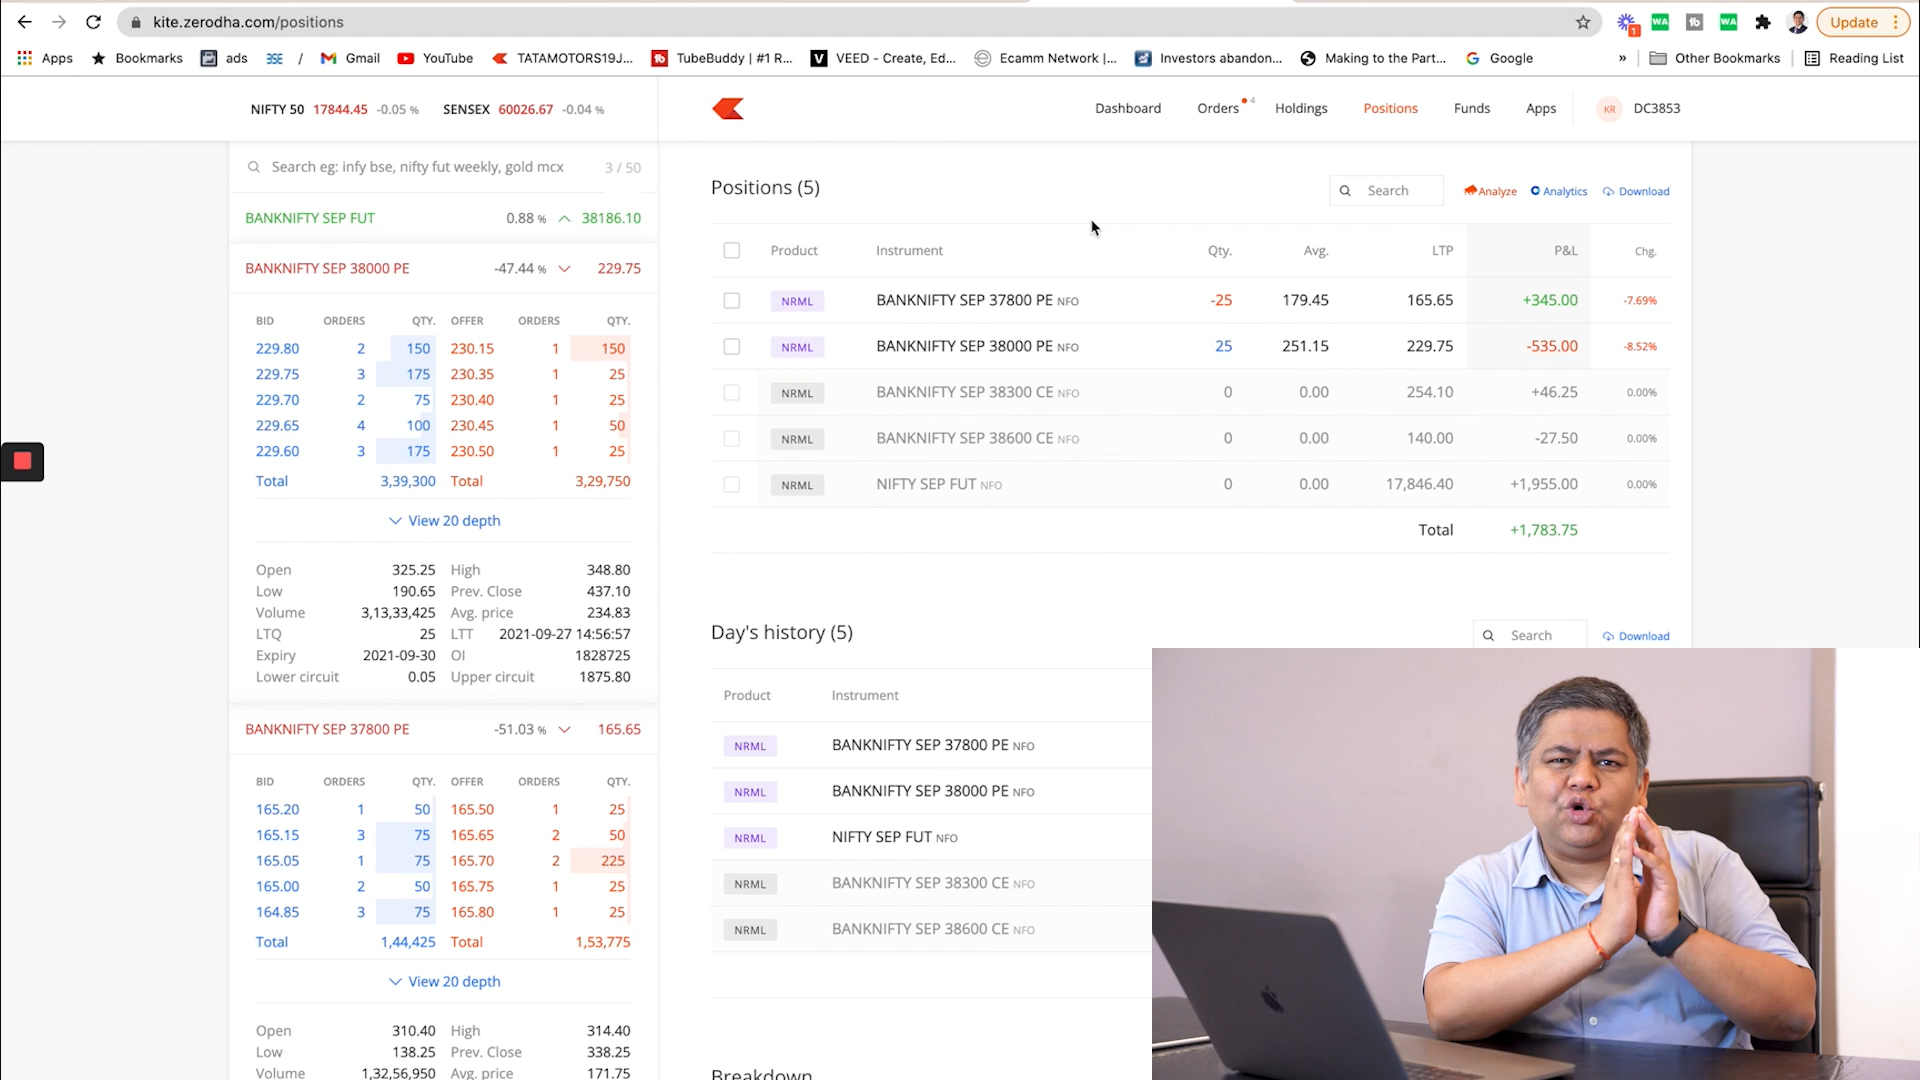 kite.zerodha.com/positions
1
WA
tb
WA
Update
Apps
Bookmarks
ads
/
Gmail
YouTube
TATAMOTORS19J...
TubeBuddy | #1 R...
VEED - Create, Ed...
Ecamm Network |...
Investors abandon...
Making to the Part...
Google
»
Other Bookmarks
Reading List
NIFTY 50 17844.45 -0.05 %
SENSEX 60026.67 -0.04 %
Dashboard
Orders 4
Holdings
Positions
Funds
Apps
KR
DC3853
Search eg: infy bse, nifty fut weekly, gold mcx 3 / 50
BANKNIFTY SEP FUT 0.88 % 38186.10
BANKNIFTY SEP 38000 PE -47.44 % 229.75
BID ORDERS QTY. OFFER ORDERS QTY.
229.80 2 150 230.15 1 150
229.75 3 175 230.35 1 25
229.70 2 75 230.40 1 25
229.65 4 100 230.45 1 50
229.60 3 175 230.50 1 25
Total 3,39,300 Total 3,29,750
View 20 depth
Open 325.25 High 348.80
Low 190.65 Prev. Close 437.10
Volume 3,13,33,425 Avg. price 234.83
LTQ 25 LTT 2021-09-27 14:56:57
Expiry 2021-09-30 OI 1828725
Lower circuit 0.05 Upper circuit 1875.80
BANKNIFTY SEP 37800 PE -51.03 % 165.65
BID ORDERS QTY. OFFER ORDERS QTY.
165.20 1 50 165.50 1 25
165.15 3 75 165.65 2 50
165.05 1 75 165.70 2 225
165.00 2 50 165.75 1 25
164.85 3 75 165.80 1 25
Total 1,44,425 Total 1,53,775
View 20 depth
Open 310.40 High 314.40
Low 138.25 Prev. Close 338.25
Volume 1,32,56,950 Avg. price 171.75
Positions (5)
Search
Analyze
Analytics
Download
Product Instrument Qty. Avg. LTP P&L Chg.
NRML BANKNIFTY SEP 37800 PE NFO -25 179.45 165.65 +345.00 -7.69%
NRML BANKNIFTY SEP 38000 PE NFO 25 251.15 229.75 -535.00 -8.52%
NRML BANKNIFTY SEP 38300 CE NFO 0 0.00 254.10 +46.25 0.00%
NRML BANKNIFTY SEP 38600 CE NFO 0 0.00 140.00 -27.50 0.00%
NRML NIFTY SEP FUT NFO 0 0.00 17,846.40 +1,955.00 0.00%
Total +1,783.75
Day's history (5)
Search
Download
Product Instrument
NRML BANKNIFTY SEP 37800 PE NFO
NRML BANKNIFTY SEP 38000 PE NFO
NRML NIFTY SEP FUT NFO
NRML BANKNIFTY SEP 38300 CE NFO
NRML BANKNIFTY SEP 38600 CE NFO
Breakdown